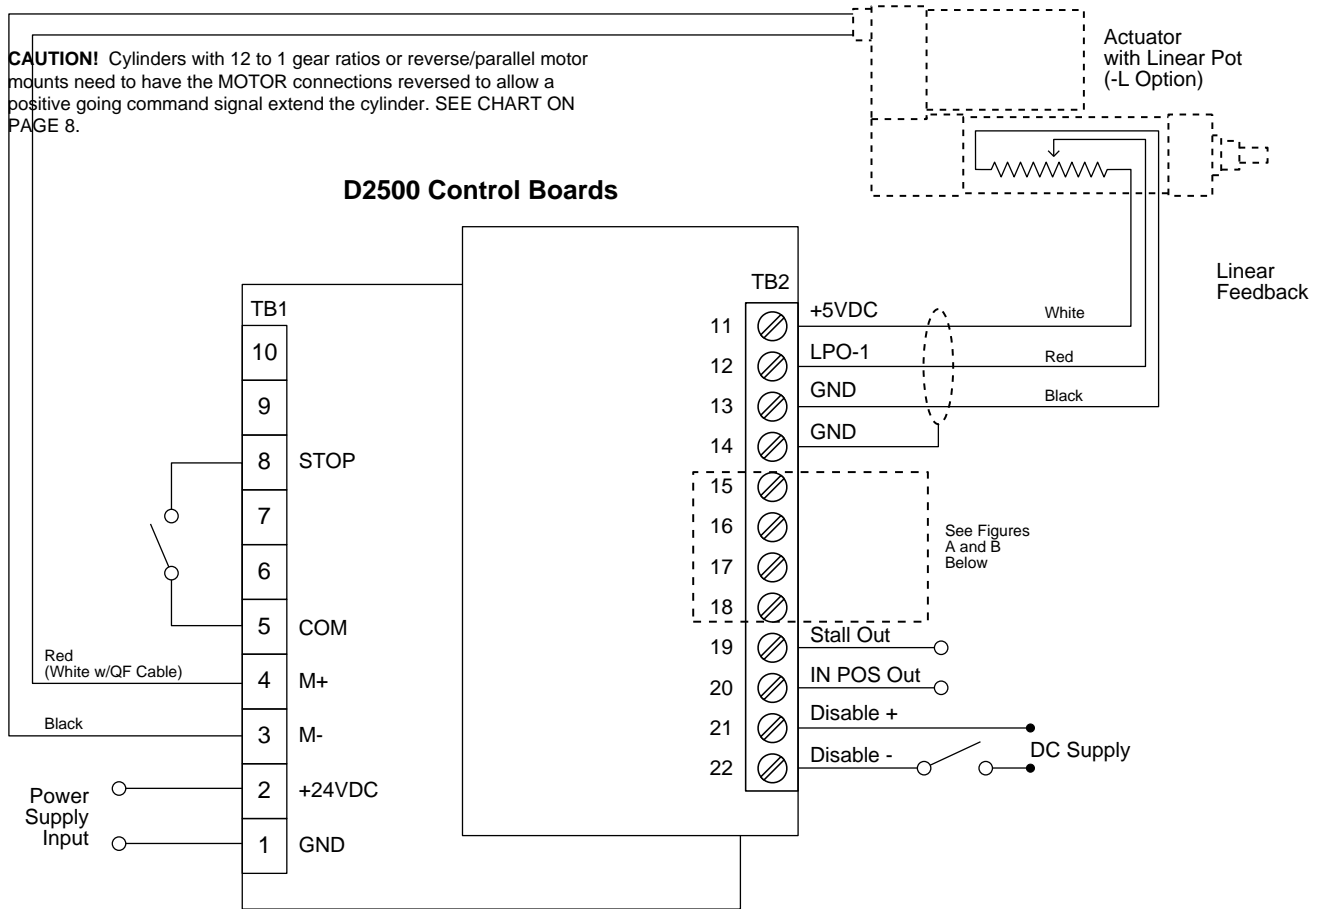 CAUTION! Cylinders with 12 to 1 gear ratios or reverse/parallel motor
mounts need to have the MOTOR connections reversed to allow a
positive going command signal extend the cylinder. SEE CHART ON
PAGE 8.
Actuator
with Linear Pot
(-L Option)
D2500 Control Boards
Linear
Feedback
TB1
10
9
8 STOP
7
6
5 COM
Red
(White w/QF Cable)
4 M+
Black
3 M-
2 +24VDC
Power
Supply
Input
1 GND
TB2
11 +5VDC White
12 LPO-1 Red
13 GND Black
14 GND
15
16
17
18
See Figures
A and B
Below
19 Stall Out
20 IN POS Out
21 Disable +
22 Disable -
DC Supply